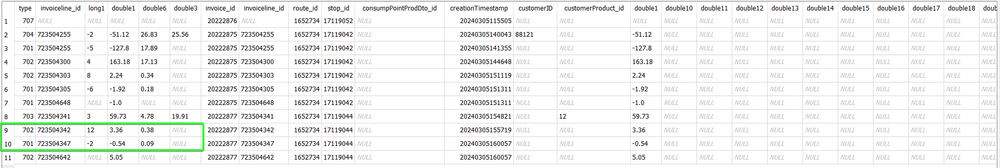 type invoiceline_id long1 double1 double6 double3 invoice_id invoiceline_id route_id stop_id consumpPointProdDto_id creationTimestamp customerID customerProduct_id double1 double10 double11 double12 double13 double14 double15 double16 double17 double18 doub
1 707 NULL NULL NULL NULL NULL 20222876 NULL 1652734 17119052 NULL 20240305115505 NULL NULL NULL NULL NULL NULL NULL NULL NULL NULL NULL NULL NULL
2 704 723504255 -2 -51.12 26.83 25.56 20222875 723504255 1652734 17119042 NULL 20240305140043 88121 NULL -51.12 NULL NULL NULL NULL NULL NULL NULL NULL NULL NULL
3 701 723504255 -5 -127.8 17.89 NULL 20222875 723504255 1652734 17119042 NULL 20240305141355 NULL NULL -127.8 NULL NULL NULL NULL NULL NULL NULL NULL NULL NULL
4 702 723504300 4 163.18 17.13 NULL 20222875 723504300 1652734 17119042 NULL 20240305144648 NULL NULL 163.18 NULL NULL NULL NULL NULL NULL NULL NULL NULL NULL
5 702 723504303 8 2.24 0.34 NULL 20222875 723504303 1652734 17119042 NULL 20240305151119 NULL NULL 2.24 NULL NULL NULL NULL NULL NULL NULL NULL NULL NULL
6 701 723504305 -6 -1.92 0.18 NULL 20222875 723504305 1652734 17119042 NULL 20240305151311 NULL NULL -1.92 NULL NULL NULL NULL NULL NULL NULL NULL NULL NULL
7 701 723504648 NULL -1.0 NULL NULL 20222875 723504648 1652734 17119042 NULL 20240305151311 NULL NULL -1.0 NULL NULL NULL NULL NULL NULL NULL NULL NULL NULL
8 703 723504341 3 59.73 4.78 19.91 20222877 723504341 1652734 17119044 NULL 20240305154821 NULL 12 59.73 NULL NULL NULL NULL NULL NULL NULL NULL NULL NULL
9 702 723504342 12 3.36 0.38 NULL 20222877 723504342 1652734 17119044 NULL 20240305155719 NULL NULL 3.36 NULL NULL NULL NULL NULL NULL NULL NULL NULL NULL
10 701 723504347 -2 -0.54 0.09 NULL 20222877 723504347 1652734 17119044 NULL 20240305160057 NULL NULL -0.54 NULL NULL NULL NULL NULL NULL NULL NULL NULL NULL
11 702 723504642 NULL 5.05 NULL NULL 20222877 723504642 1652734 17119044 NULL 20240305160057 NULL NULL 5.05 NULL NULL NULL NULL NULL NULL NULL NULL NULL NULL